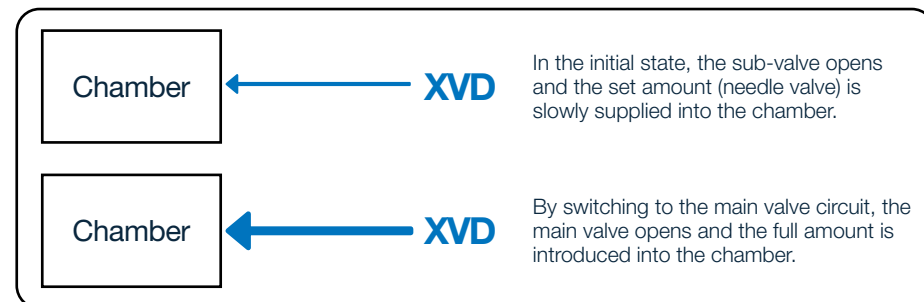 Chamber
XVD
In the initial state, the sub-valve opens
and the set amount (needle valve) is
slowly supplied into the chamber.
Chamber
XVD
By switching to the main valve circuit, the
main valve opens and the full amount is
introduced into the chamber.